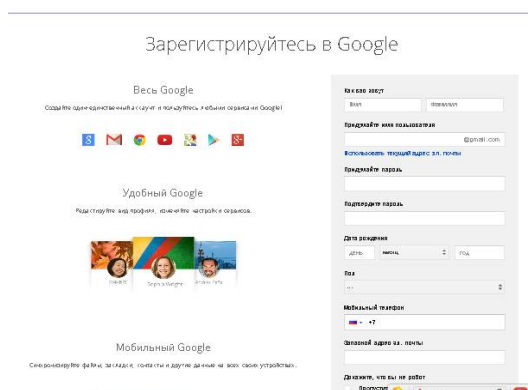 Зарегистрируйтесь в Google
Весь Google
Создайте один-единственный аккаунт и пользуйтесь любыми сервисами Google!
Удобный Google
Редактируйте вид профиля, изменяйте настройки сервисов.
Мобильный Google
Синхронизируйте файлы, закладки, контакты и другие данные на всех своих устройствах.
Как вас зовут
Имя
Фамилия
Придумайте имя пользователя
@gmail.com
Использовать текущий адрес эл. почты
Придумайте пароль
Подтвердите пароль
Дата рождения
день
месяц
год
Пол
...
Мобильный телефон
+7
Запасной адрес эл. почты
Докажите, что вы не робот